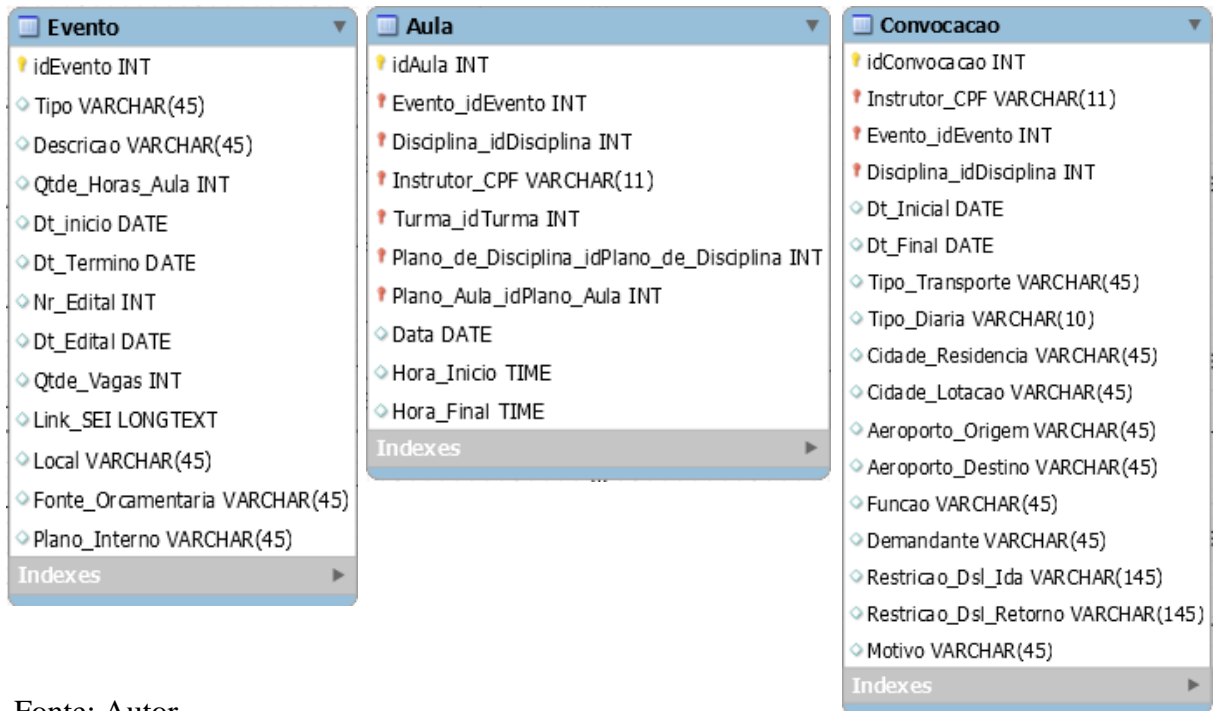 Evento
idEvento INT
Tipo VARCHAR(45)
Descricao VARCHAR(45)
Qtde_Horas_Aula INT
Dt_inicio DATE
Dt_Termino DATE
Nr_Edital INT
Dt_Edital DATE
Qtde_Vagas INT
Link_SEI LONGTEXT
Local VARCHAR(45)
Fonte_Orcamentaria VARCHAR(45)
Plano_Interno VARCHAR(45)
Indexes
Aula
idAula INT
Evento_idEvento INT
Disciplina_idDisciplina INT
Instrutor_CPF VARCHAR(11)
Turma_idTurma INT
Plano_de_Disciplina_idPlano_de_Disciplina INT
Plano_Aula_idPlano_Aula INT
Data DATE
Hora_Inicio TIME
Hora_Final TIME
Indexes
Convocacao
idConvocacao INT
Instrutor_CPF VARCHAR(11)
Evento_idEvento INT
Disciplina_idDisciplina INT
Dt_Inicial DATE
Dt_Final DATE
Tipo_Transporte VARCHAR(45)
Tipo_Diaria VARCHAR(10)
Cidade_Residencia VARCHAR(45)
Cidade_Lotacao VARCHAR(45)
Aeroporto_Origem VARCHAR(45)
Aeroporto_Destino VARCHAR(45)
Funcao VARCHAR(45)
Demandante VARCHAR(45)
Restricao_Dsl_Ida VARCHAR(145)
Restricao_Dsl_Retorno VARCHAR(145)
Motivo VARCHAR(45)
Indexes
Fonte: Autor